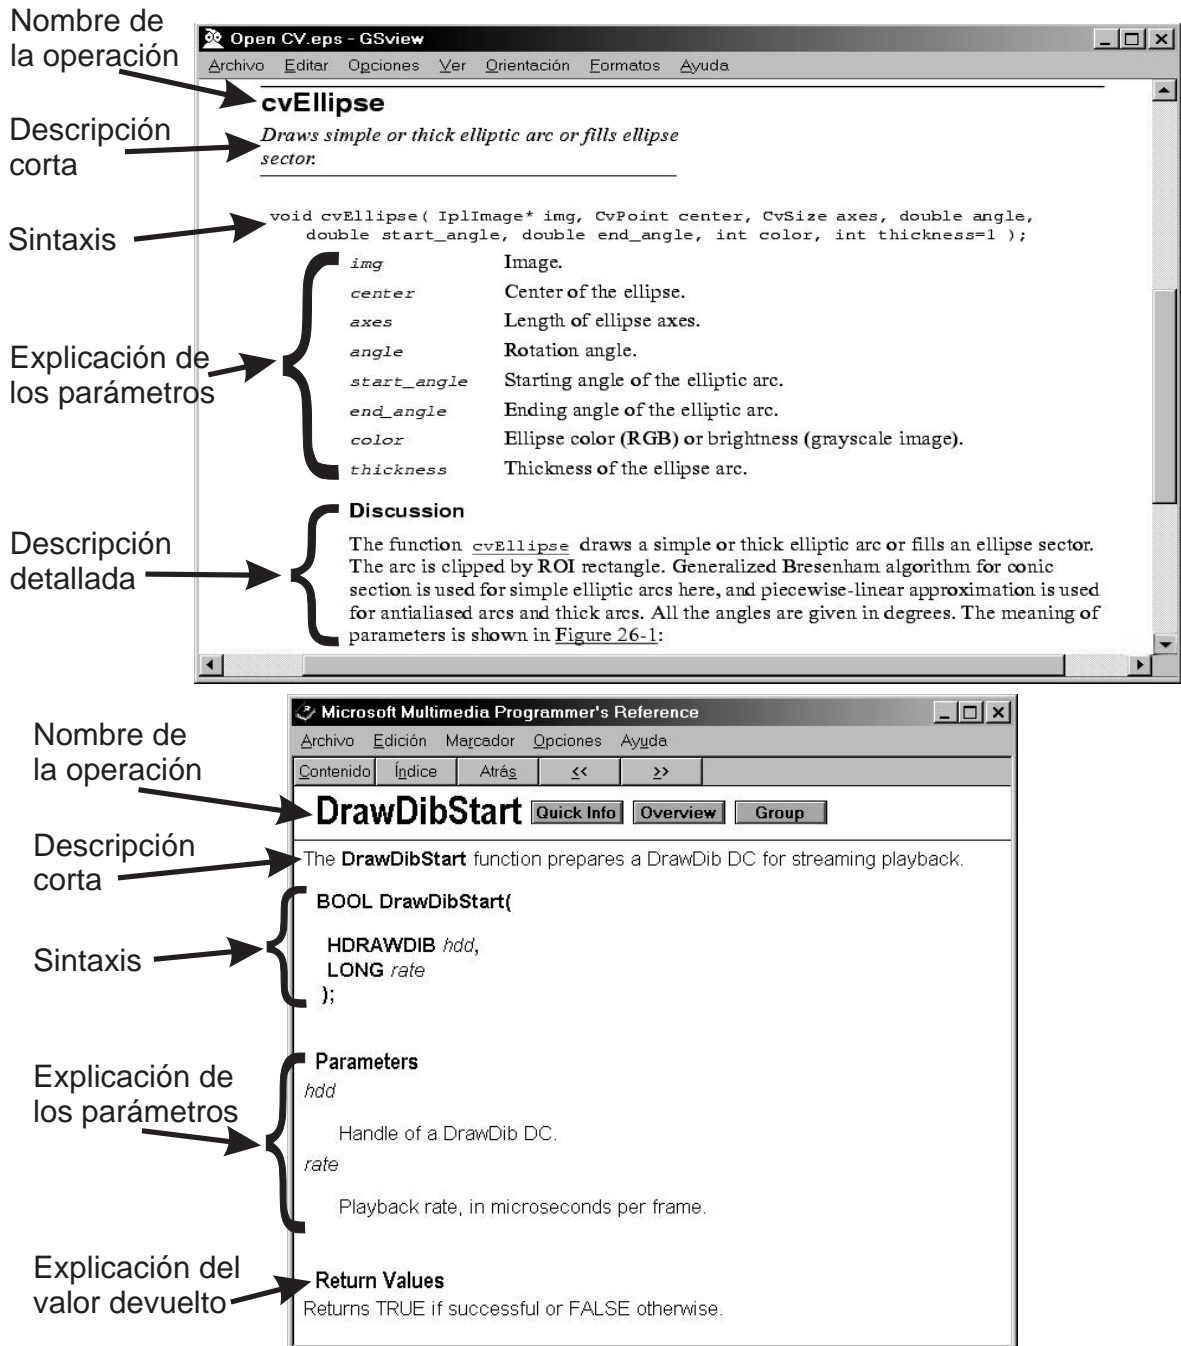 Nombre de
la operación
Open CV.eps - GSview
Archivo Editar Opciones Ver Orientación Formatos Ayuda
cvEllipse
Descripción
corta
Draws simple or thick elliptic arc or fills ellipse
sector.
Sintaxis
void cvEllipse( IplImage* img, CvPoint center, CvSize axes, double angle,
double start_angle, double end_angle, int color, int thickness=1 );
Explicación de
los parámetros
img Image.
center Center of the ellipse.
axes Length of ellipse axes.
angle Rotation angle.
start_angle Starting angle of the elliptic arc.
end_angle Ending angle of the elliptic arc.
color Ellipse color (RGB) or brightness (grayscale image).
thickness Thickness of the ellipse arc.
Descripción
detallada
Discussion
The function cvEllipse draws a simple or thick elliptic arc or fills an ellipse sector.
The arc is clipped by ROI rectangle. Generalized Bresenham algorithm for conic
section is used for simple elliptic arcs here, and piecewise-linear approximation is used
for antialiased arcs and thick arcs. All the angles are given in degrees. The meaning of
parameters is shown in Figure 26-1:
Microsoft Multimedia Programmer's Reference
Archivo Edición Marcador Opciones Ayuda
Contenido Índice Atrás << >>
Nombre de
la operación
DrawDibStart Quick Info Overview Group
Descripción
corta
The DrawDibStart function prepares a DrawDib DC for streaming playback.
Sintaxis
BOOL DrawDibStart(
HDRAWDIB hdd,
LONG rate
);
Explicación de
los parámetros
Parameters
hdd
Handle of a DrawDib DC.
rate
Playback rate, in microseconds per frame.
Explicación del
valor devuelto
Return Values
Returns TRUE if successful or FALSE otherwise.